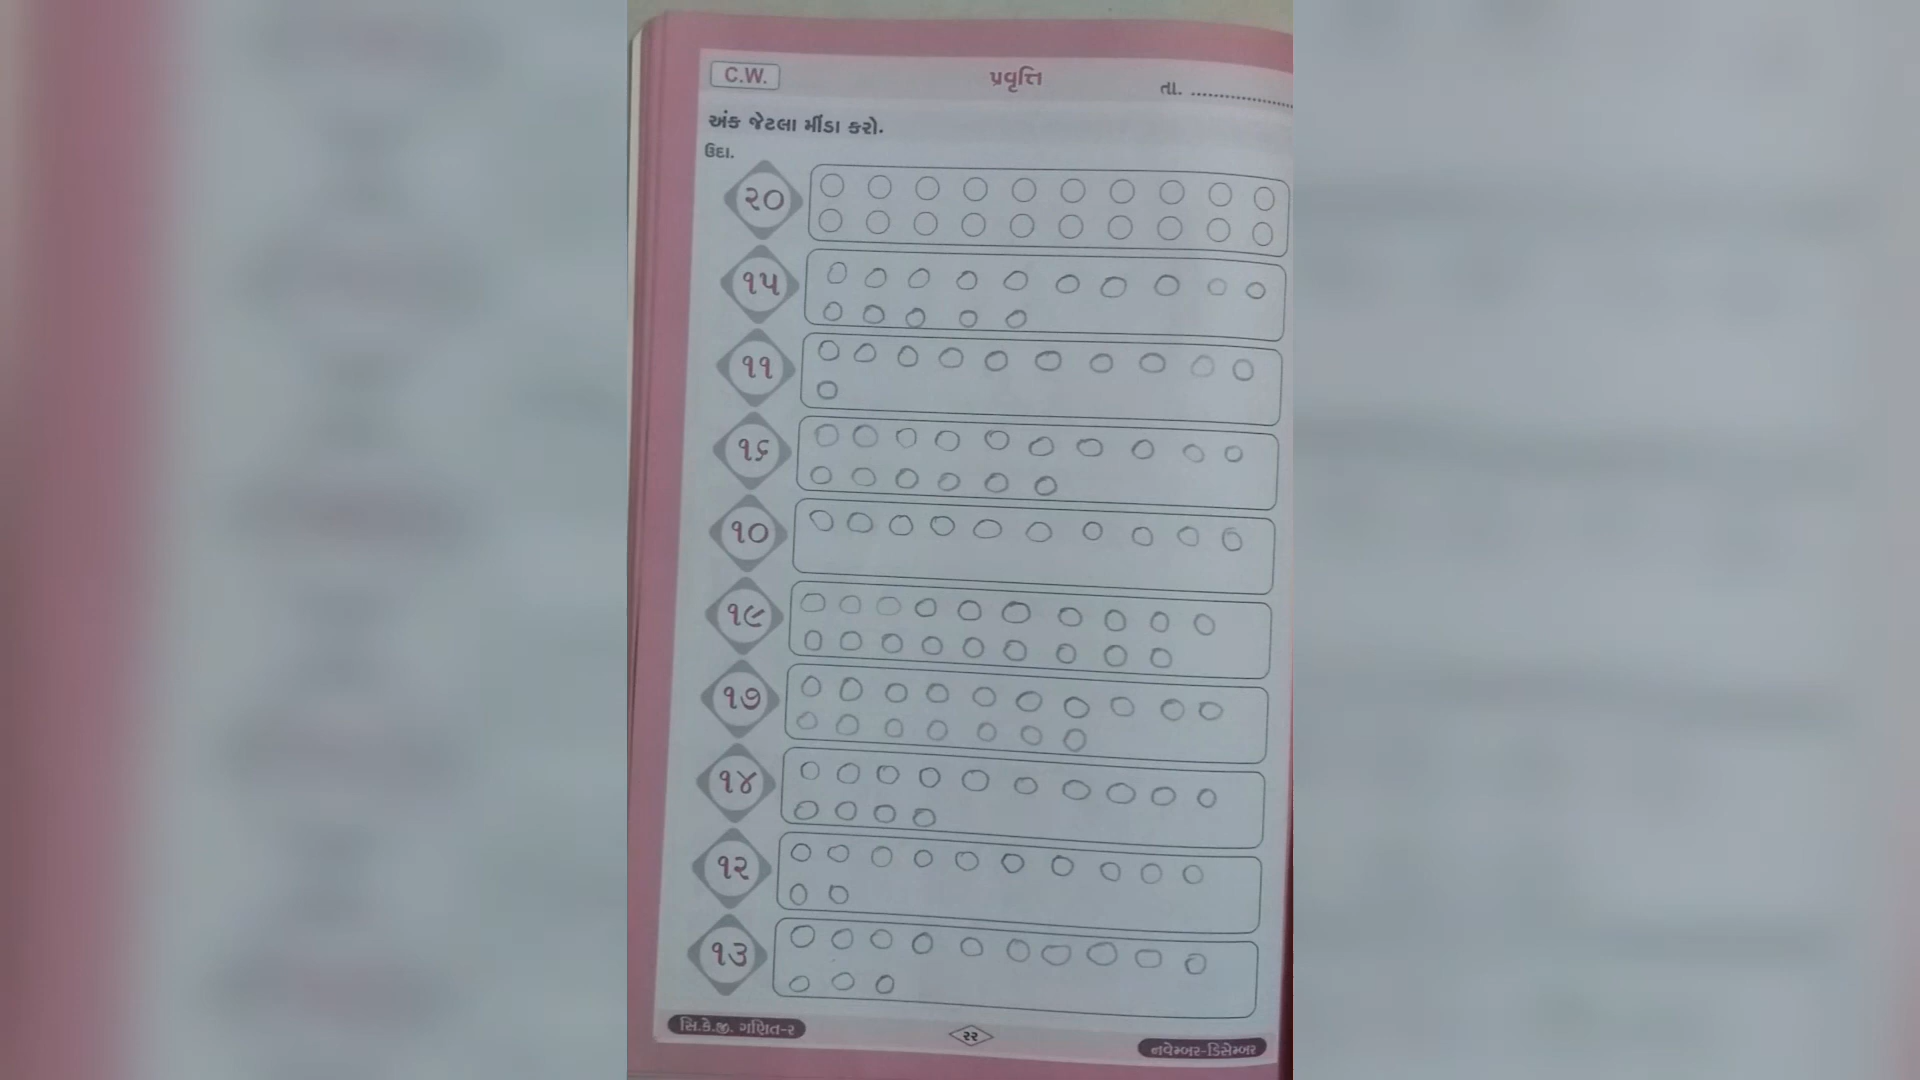 C.W.
પ્રવૃત્તિ
તા. ....................
અંક જેટલા મીંડા કરો.
ઉદા.
૨૦
૧૫
૧૧
૧૬
૧૦
૧૯
૧૭
૧૪
૧૨
૧૩
સિ.કે.જી. ગણિત-૨
૨૨
નવેમ્બર-ડિસેમ્બર